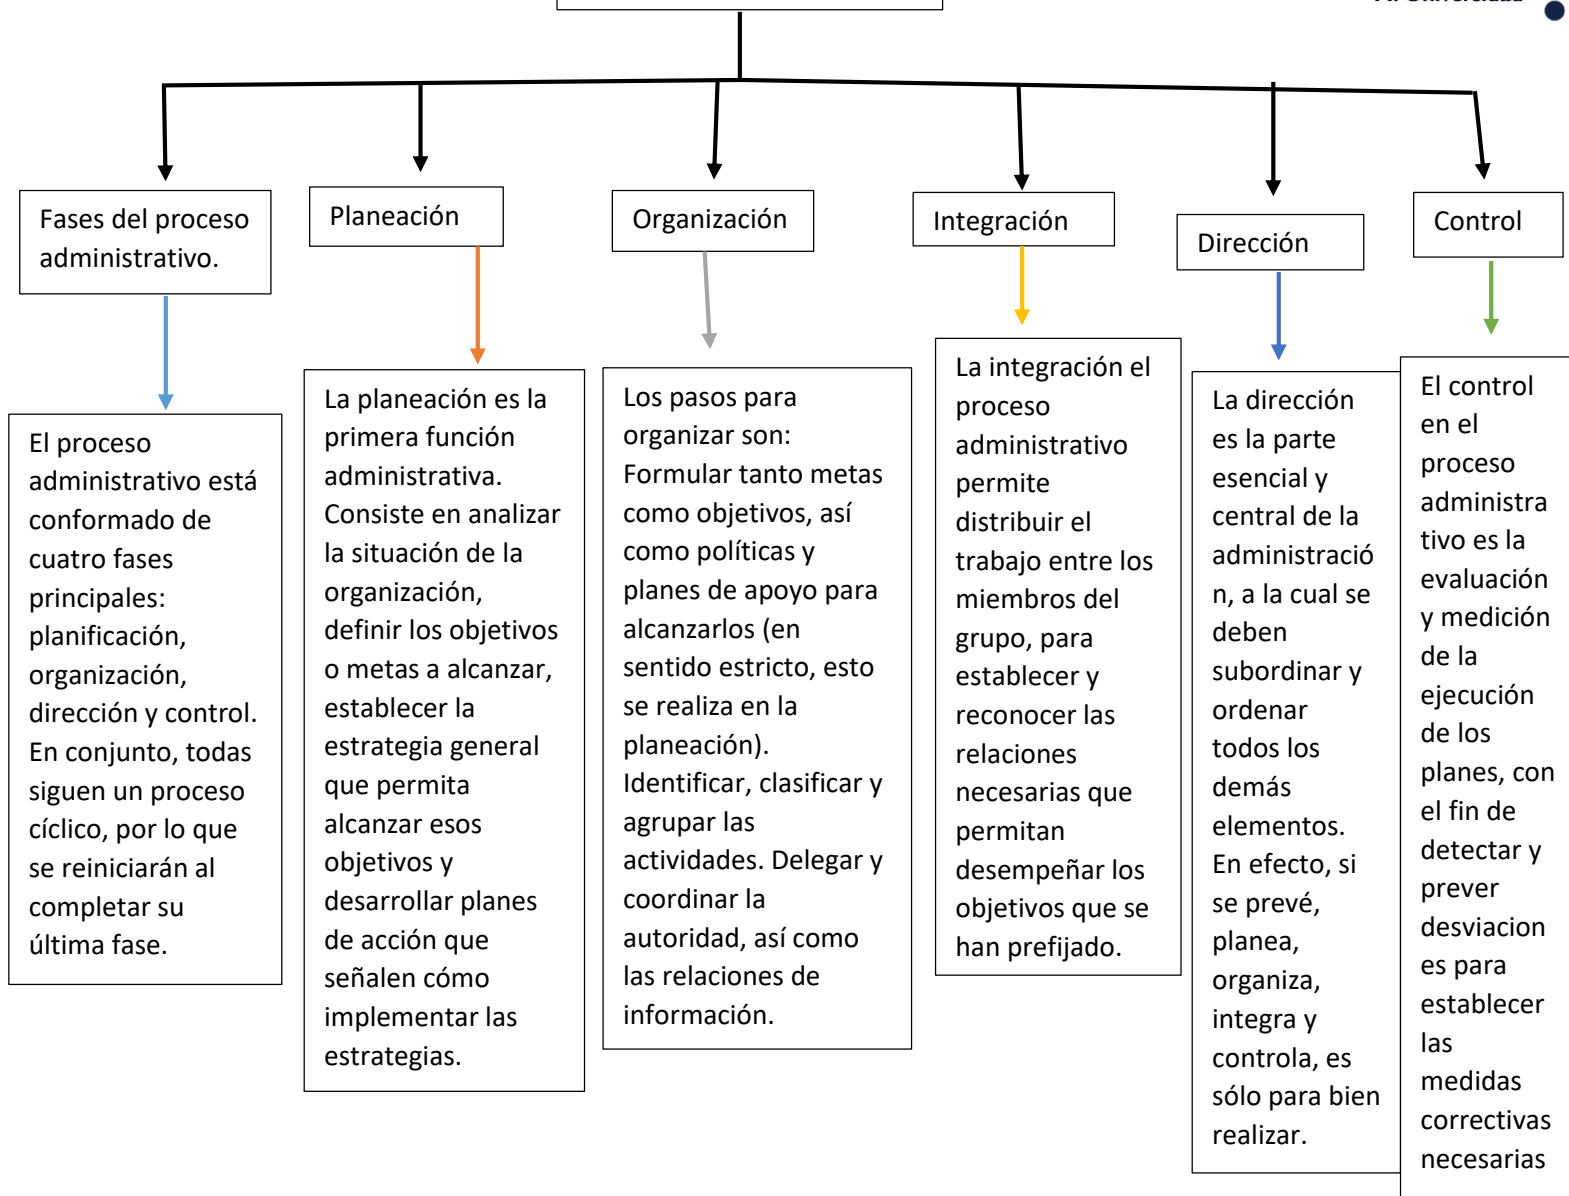 Fases del proceso
administrativo.
Planeación
Organización
Integración
Dirección
Control
El proceso
administrativo está
conformado de
cuatro fases
principales:
planificación,
organización,
dirección y control.
En conjunto, todas
siguen un proceso
cíclico, por lo que
se reiniciarán al
completar su
última fase.
La planeación es la
primera función
administrativa.
Consiste en analizar
la situación de la
organización,
definir los objetivos
o metas a alcanzar,
establecer la
estrategia general
que permita
alcanzar esos
objetivos y
desarrollar planes
de acción que
señalen cómo
implementar las
estrategias.
Los pasos para
organizar son:
Formular tanto metas
como objetivos, así
como políticas y
planes de apoyo para
alcanzarlos (en
sentido estricto, esto
se realiza en la
planeación).
Identificar, clasificar y
agrupar las
actividades. Delegar y
coordinar la
autoridad, así como
las relaciones de
información.
La integración el
proceso
administrativo
permite
distribuir el
trabajo entre los
miembros del
grupo, para
establecer y
reconocer las
relaciones
necesarias que
permitan
desempeñar los
objetivos que se
han prefijado.
La dirección
es la parte
esencial y
central de la
administració
n, a la cual se
deben
subordinar y
ordenar
todos los
demás
elementos.
En efecto, si
se prevé,
planea,
organiza,
integra y
controla, es
sólo para bien
realizar.
El control
en el
proceso
administra
tivo es la
evaluación
y medición
de la
ejecución
de los
planes, con
el fin de
detectar y
prever
desviacion
es para
establecer
las
medidas
correctivas
necesarias